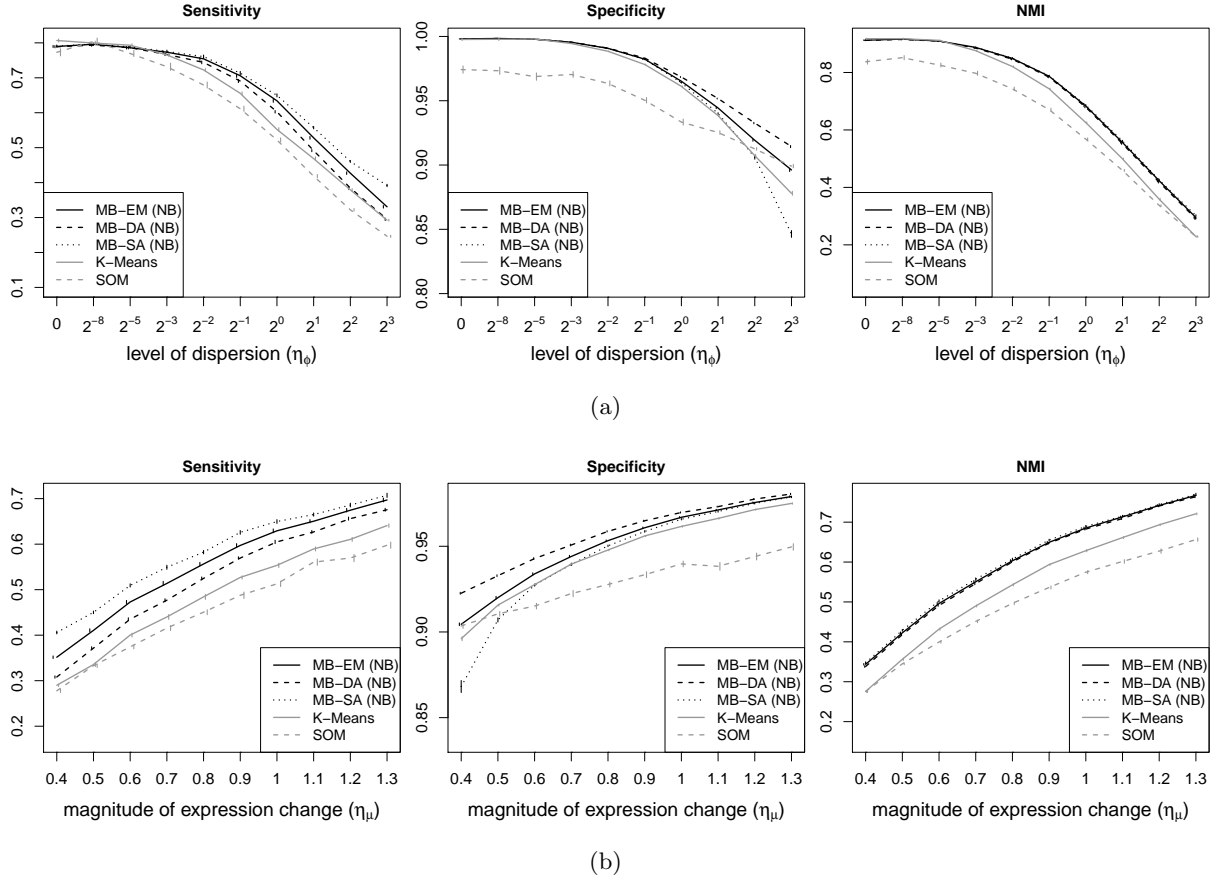 Sensitivity
0.7
0.5
0.3
0.1
MB−EM (NB)
MB−DA (NB)
MB−SA (NB)
K−Means
SOM
0 2⁻⁸ 2⁻⁵ 2⁻³ 2⁻² 2⁻¹ 2⁰ 2¹ 2² 2³
level of dispersion (ηϕ)
Specificity
1.00
0.95
0.90
0.85
0.80
MB−EM (NB)
MB−DA (NB)
MB−SA (NB)
K−Means
SOM
0 2⁻⁸ 2⁻⁵ 2⁻³ 2⁻² 2⁻¹ 2⁰ 2¹ 2² 2³
level of dispersion (ηϕ)
NMI
0.8
0.6
0.4
0.2
MB−EM (NB)
MB−DA (NB)
MB−SA (NB)
K−Means
SOM
0 2⁻⁸ 2⁻⁵ 2⁻³ 2⁻² 2⁻¹ 2⁰ 2¹ 2² 2³
level of dispersion (ηϕ)
(a)
Sensitivity
0.7
0.6
0.5
0.4
0.3
0.2
MB−EM (NB)
MB−DA (NB)
MB−SA (NB)
K−Means
SOM
0.4 0.5 0.6 0.7 0.8 0.9 1 1.1 1.2 1.3
magnitude of expression change (ημ)
Specificity
0.95
0.90
0.85
MB−EM (NB)
MB−DA (NB)
MB−SA (NB)
K−Means
SOM
0.4 0.5 0.6 0.7 0.8 0.9 1 1.1 1.2 1.3
magnitude of expression change (ημ)
NMI
0.7
0.6
0.5
0.4
0.3
0.2
MB−EM (NB)
MB−DA (NB)
MB−SA (NB)
K−Means
SOM
0.4 0.5 0.6 0.7 0.8 0.9 1 1.1 1.2 1.3
magnitude of expression change (ημ)
(b)